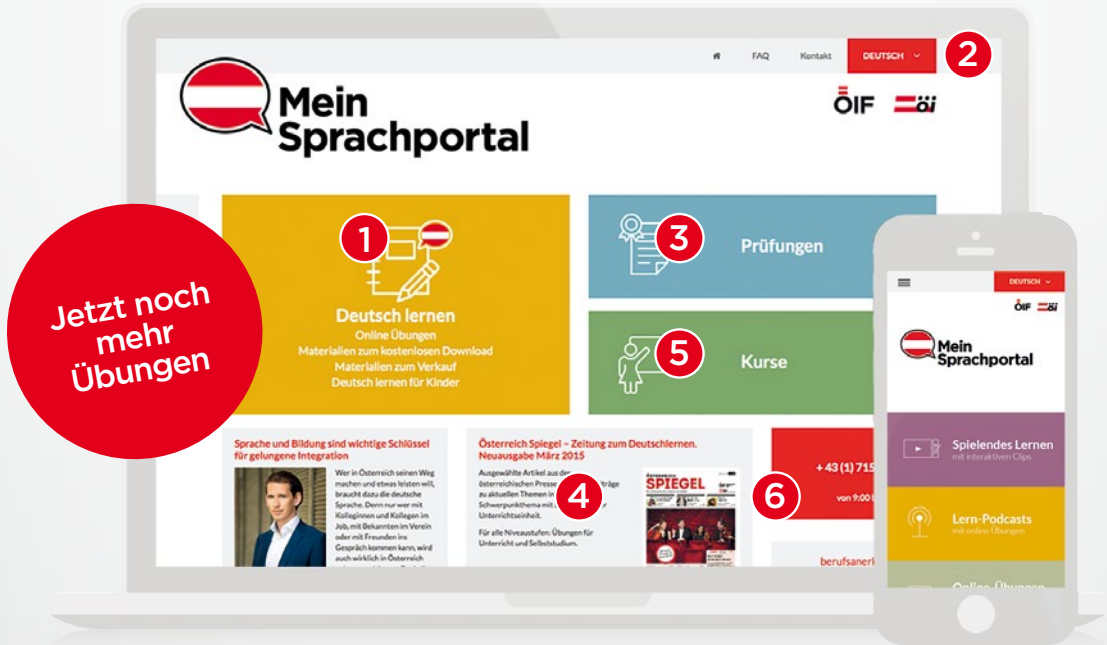 FAQ
Kontakt
DEUTSCH
2
Mein
Sprachportal
ÖIF
öi
1
Deutsch lernen
Online Übungen
Materialien zum kostenlosen Download
Materialien zum Verkauf
Deutsch lernen für Kinder
3
Prüfungen
5
Kurse
Jetzt noch
mehr
Übungen
Sprache und Bildung sind wichtige Schlüssel
für gelungene Integration
Wer in Österreich seinen Weg
machen und etwas leisten will,
braucht dazu die deutsche
Sprache. Denn nur wer mit
Kolleginnen und Kollegen im
Job, mit Bekannten im Verein
oder mit Freunden ins
Gespräch kommen kann, wird
auch wirklich in Österreich
Österreich Spiegel – Zeitung zum Deutschlernen.
Neuausgabe März 2015
Ausgewählte Artikel aus der
österreichischen Presse
zu aktuellen Themen
Schwerpunktthema mit
Unterrichtseinheit.
Für alle Niveaustufen: Übungen für
Unterricht und Selbststudium.
4
ÖSTERREICH
SPIEGEL
6
+ 43 (1) 715
von 9:00
DEUTSCH
ÖIF
öi
Mein
Sprachportal
Spielendes Lernen
mit interaktiven Clips
Lern-Podcasts
mit online Übungen
Online-Übungen